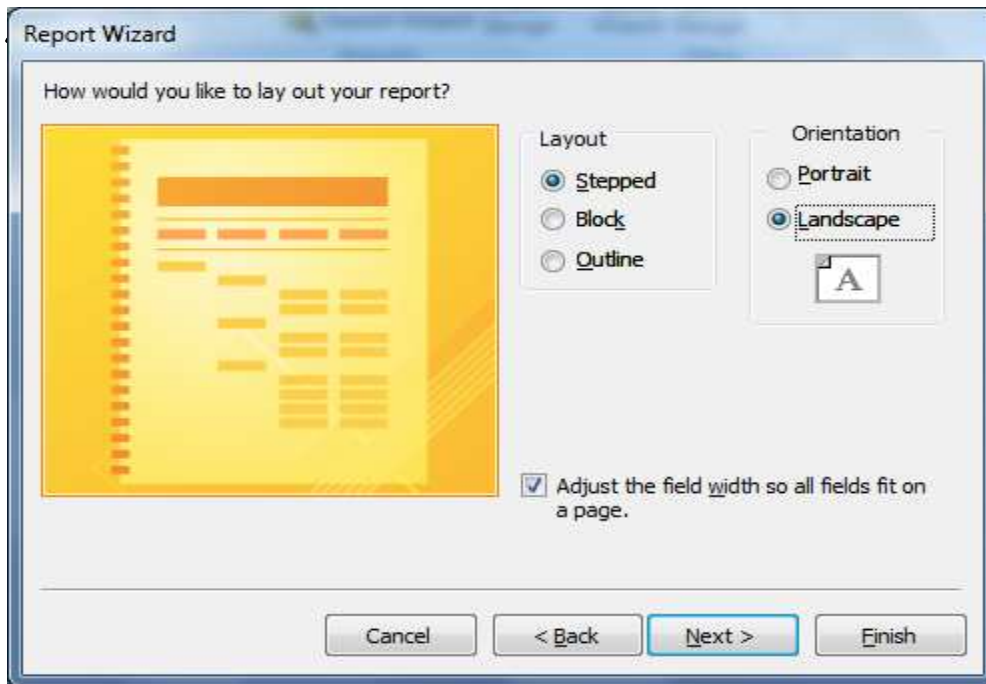 Report Wizard
How would you like to lay out your report?
Layout
Stepped
Block
Outline
Orientation
Portrait
Landscape
A
Adjust the field width so all fields fit on
a page.
Cancel
< Back
Next >
Finish